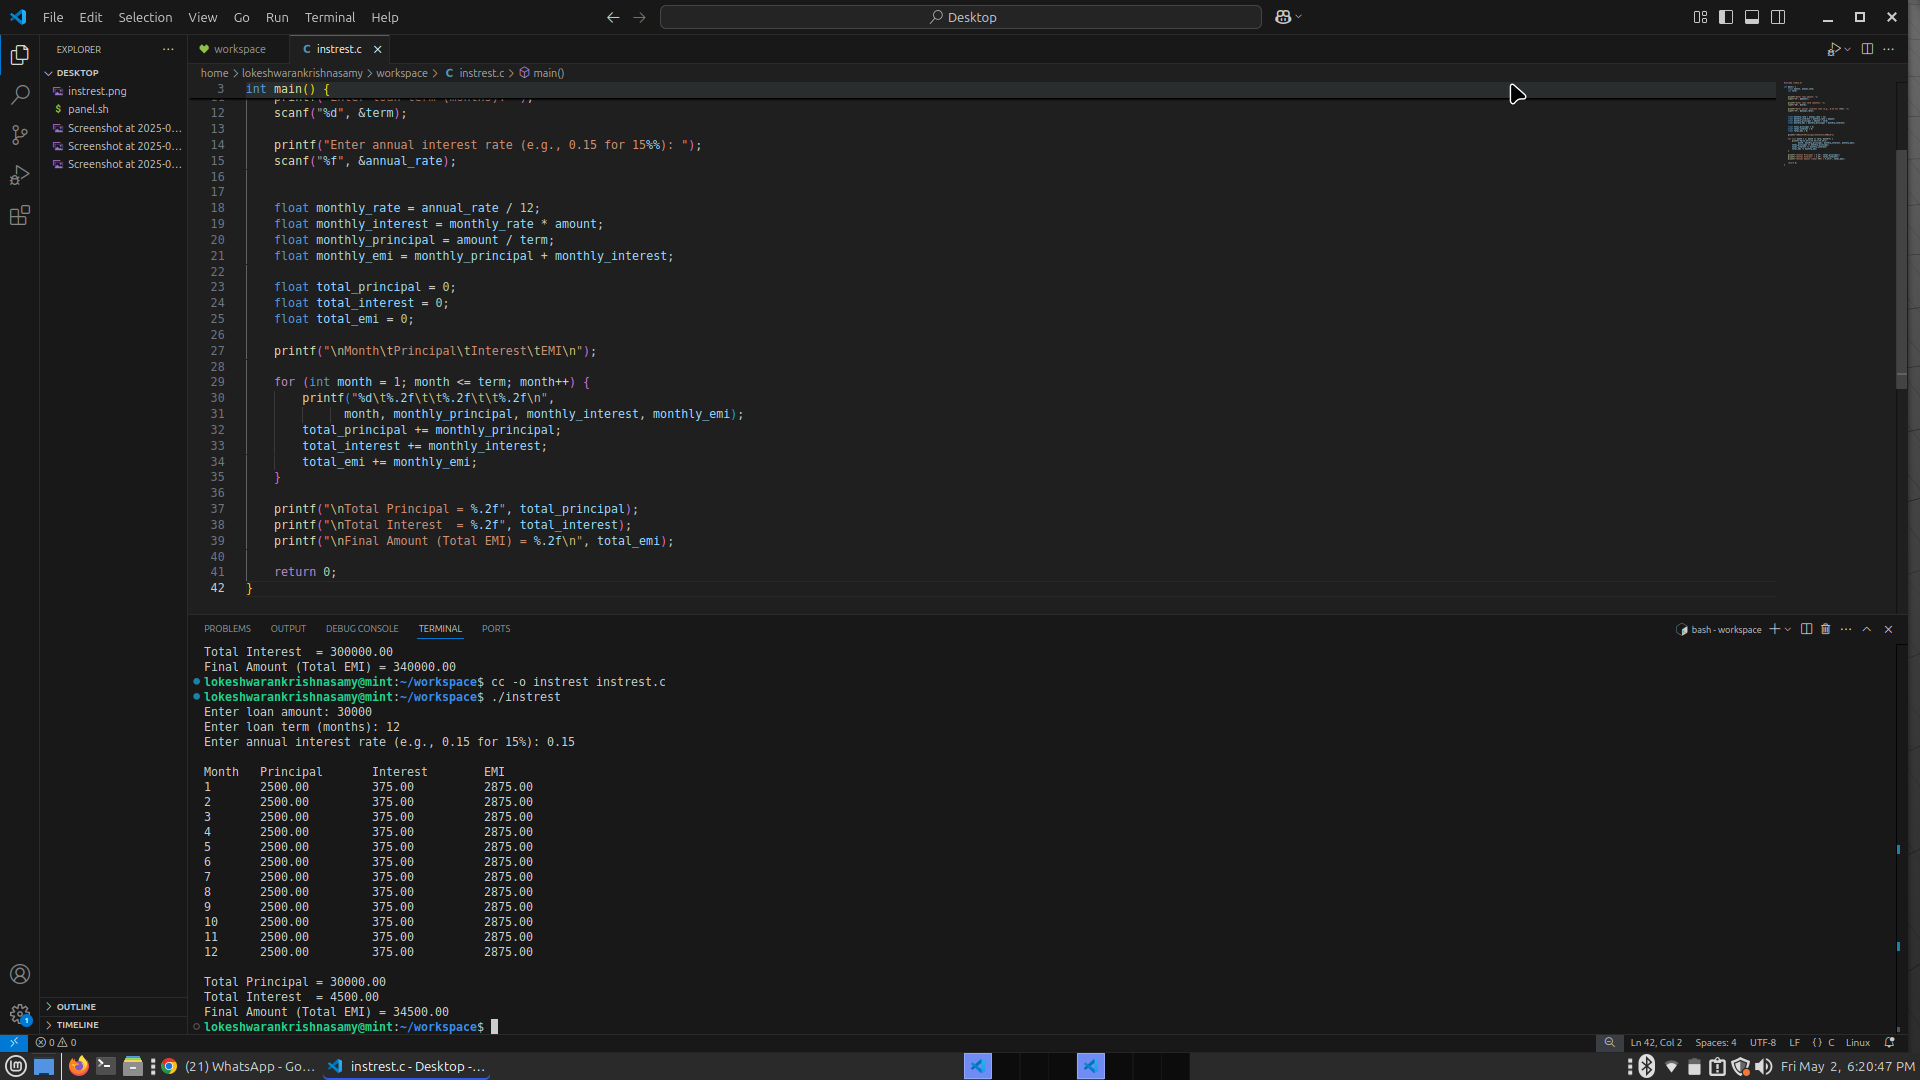 File Edit Selection View Go Run Terminal Help
Desktop
EXPLORER
DESKTOP
instrest.png
panel.sh
Screenshot at 2025-0...
Screenshot at 2025-0...
Screenshot at 2025-0...
OUTLINE
TIMELINE
workspace
C instrest.c
home > lokeshwarankrishnasamy > workspace > C instrest.c > main()
3 int main() {
printf("Enter loan term (months): ");
12 scanf("%d", &term);
13
14 printf("Enter annual interest rate (e.g., 0.15 for 15%%): ");
15 scanf("%f", &annual_rate);
16
17
18 float monthly_rate = annual_rate / 12;
19 float monthly_interest = monthly_rate * amount;
20 float monthly_principal = amount / term;
21 float monthly_emi = monthly_principal + monthly_interest;
22
23 float total_principal = 0;
24 float total_interest = 0;
25 float total_emi = 0;
26
27 printf("\nMonth\tPrincipal\tInterest\tEMI\n");
28
29 for (int month = 1; month <= term; month++) {
30 printf("%d\t%.2f\t\t%.2f\t\t%.2f\n",
31 month, monthly_principal, monthly_interest, monthly_emi);
32 total_principal += monthly_principal;
33 total_interest += monthly_interest;
34 total_emi += monthly_emi;
35 }
36
37 printf("\nTotal Principal = %.2f", total_principal);
38 printf("\nTotal Interest  = %.2f", total_interest);
39 printf("\nFinal Amount (Total EMI) = %.2f\n", total_emi);
40
41 return 0;
42 }
PROBLEMS OUTPUT DEBUG CONSOLE TERMINAL PORTS
bash - workspace
Total Interest  = 300000.00
Final Amount (Total EMI) = 340000.00
lokeshwarankrishnasamy@mint:~/workspace$ cc -o instrest instrest.c
lokeshwarankrishnasamy@mint:~/workspace$ ./instrest
Enter loan amount: 30000
Enter loan term (months): 12
Enter annual interest rate (e.g., 0.15 for 15%): 0.15
Month Principal Interest EMI
1 2500.00 375.00 2875.00
2 2500.00 375.00 2875.00
3 2500.00 375.00 2875.00
4 2500.00 375.00 2875.00
5 2500.00 375.00 2875.00
6 2500.00 375.00 2875.00
7 2500.00 375.00 2875.00
8 2500.00 375.00 2875.00
9 2500.00 375.00 2875.00
10 2500.00 375.00 2875.00
11 2500.00 375.00 2875.00
12 2500.00 375.00 2875.00
Total Principal = 30000.00
Total Interest  = 4500.00
Final Amount (Total EMI) = 34500.00
lokeshwarankrishnasamy@mint:~/workspace$
0 0
Ln 42, Col 2 Spaces: 4 UTF-8 LF {} C Linux
(21) WhatsApp - Go...
instrest.c - Desktop -...
Fri May 2, 6:20:47 PM